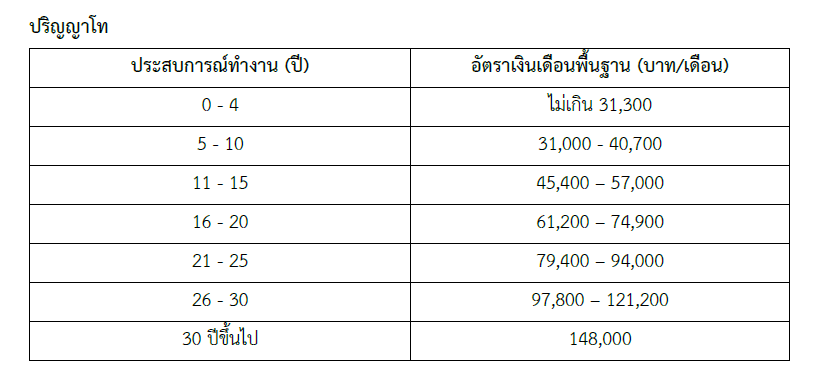 ปริญญาโท
ประสบการณ์ทำงาน (ปี) อัตราเงินเดือนพื้นฐาน (บาท/เดือน)
0 - 4 ไม่เกิน 31,300
5 - 10 31,000 - 40,700
11 - 15 45,400 – 57,000
16 - 20 61,200 – 74,900
21 - 25 79,400 – 94,000
26 - 30 97,800 – 121,200
30 ปีขึ้นไป 148,000